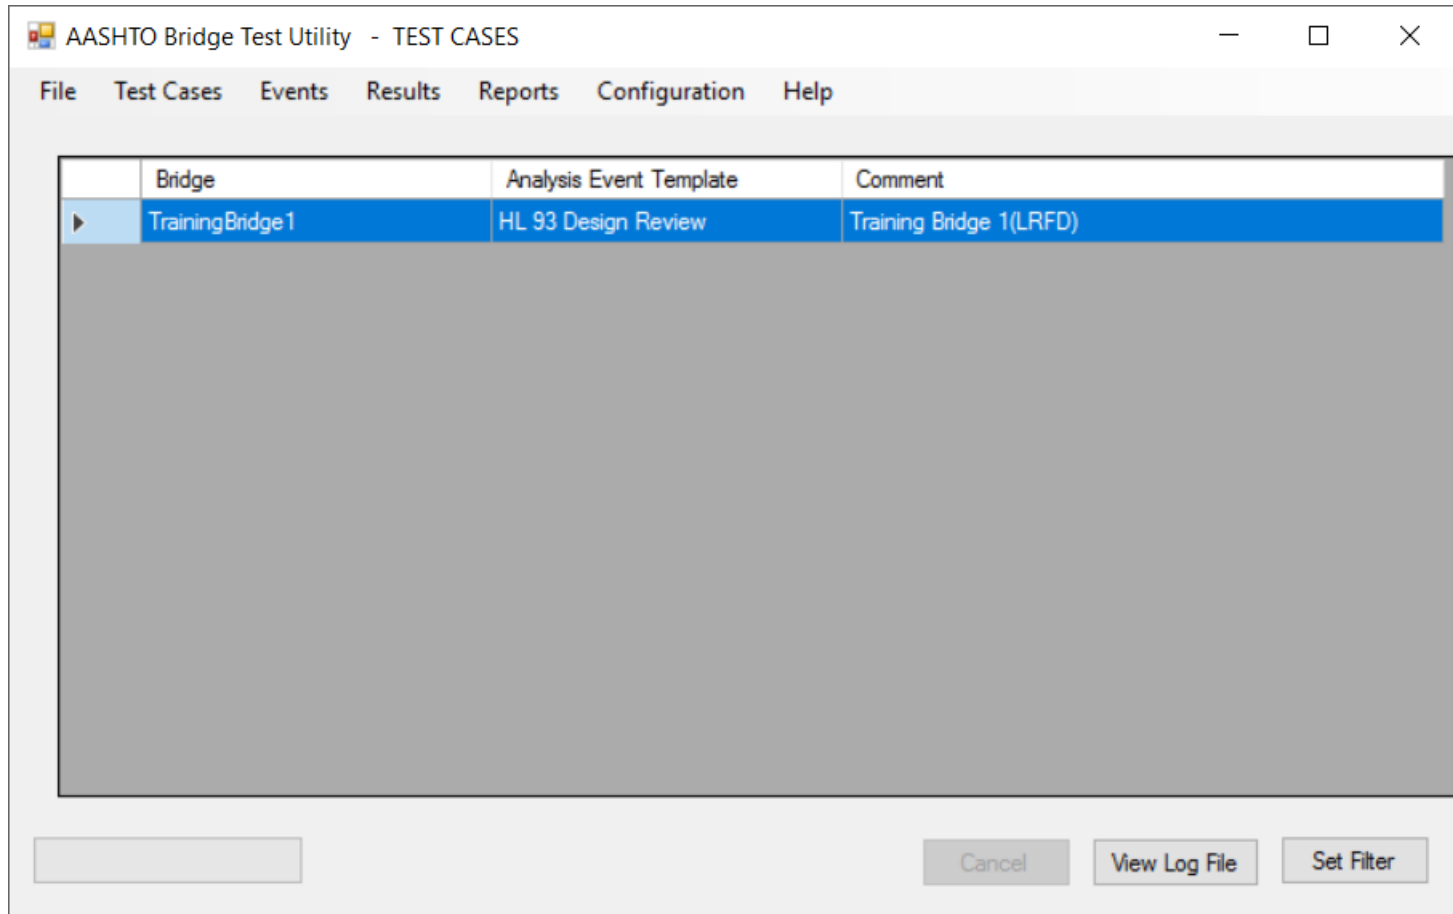 AASHTO Bridge Test Utility - TEST CASES
File Test Cases Events Results Reports Configuration Help
Bridge Analysis Event Template Comment
TrainingBridge1 HL 93 Design Review Training Bridge 1(LRFD)
Cancel View Log File Set Filter